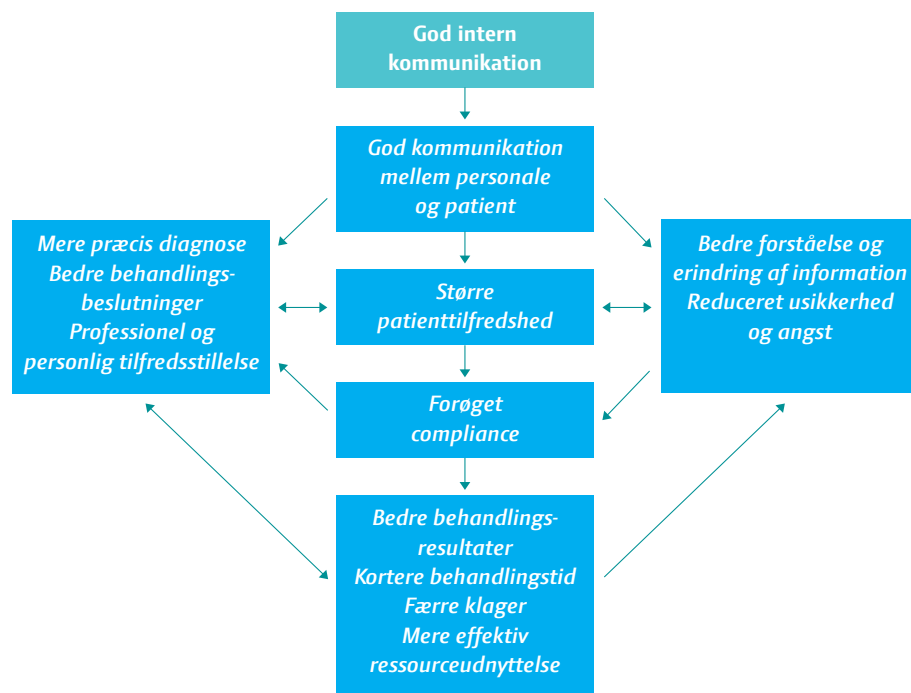 God intern
kommunikation
God kommunikation
mellem personale
og patient
Mere præcis diagnose
Bedre behandlings-
beslutninger
Professionel og
personlig tilfredsstillelse
Større
patienttilfredshed
Bedre forståelse og
erindring af information
Reduceret usikkerhed
og angst
Forøget
compliance
Bedre behandlings-
resultater
Kortere behandlingstid
Færre klager
Mere effektiv
ressourceudnyttelse